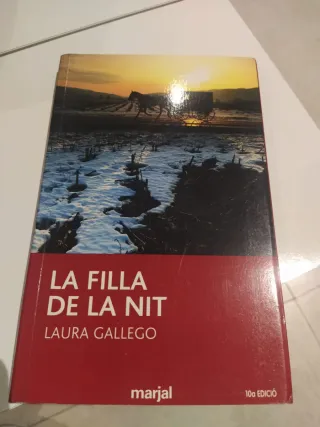 LA FILLA
DE LA NIT
LAURA GALLEGO
marjal
10a EDICIÓ